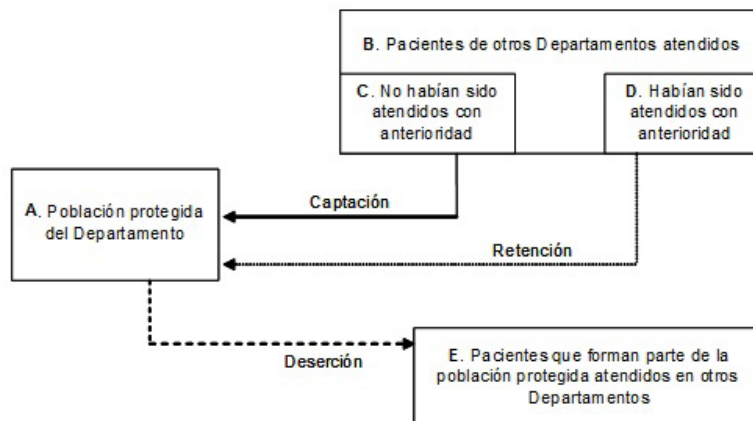 B. Pacientes de otros Departamentos atendidos
C. No habían sido
atendidos con
anterioridad
D. Habían sido
atendidos con
anterioridad
A. Población protegida
del Departamento
Captación
Retención
Deserción
E. Pacientes que forman parte de la
población protegida atendidos en otros
Departamentos